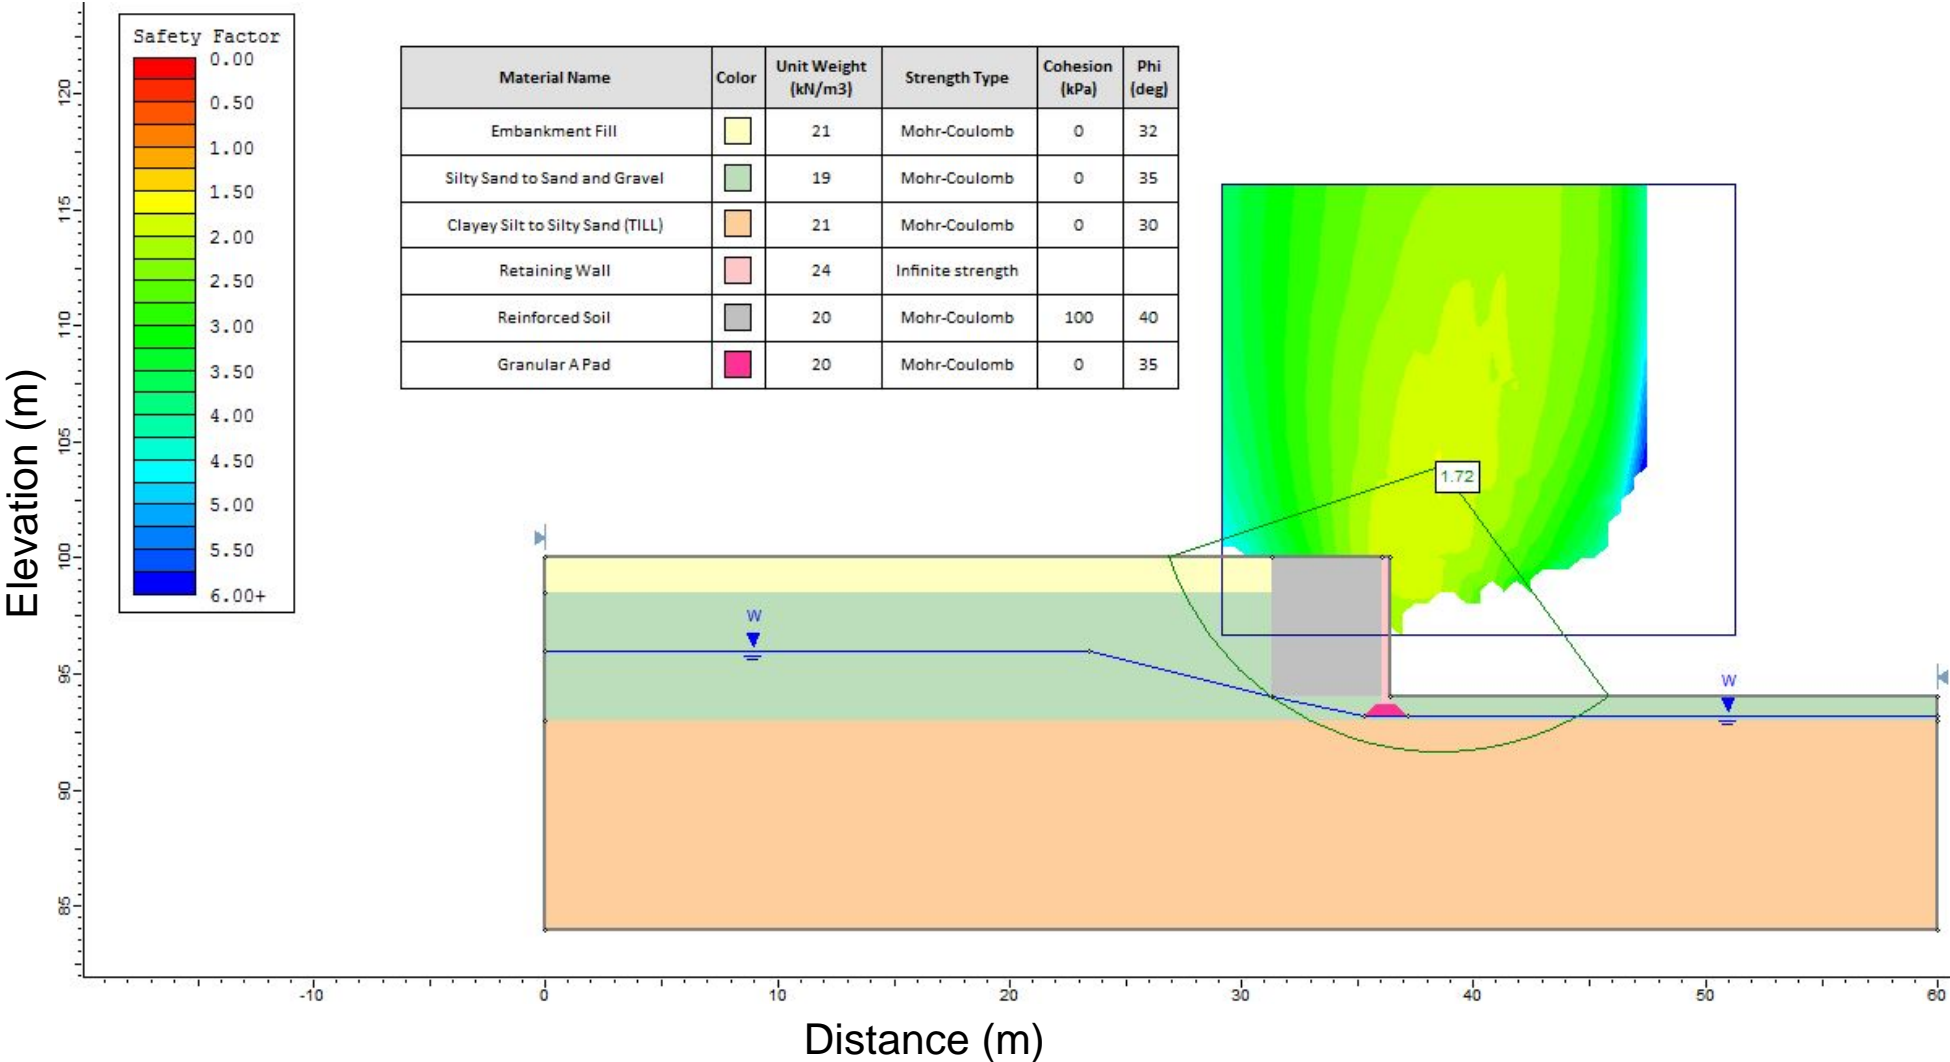 Safety Factor
0.00
0.50
1.00
1.50
2.00
2.50
3.00
3.50
4.00
4.50
5.00
5.50
6.00+
Material Name Color Unit Weight (kN/m3) Strength Type Cohesion (kPa) Phi (deg)
Embankment Fill 21 Mohr-Coulomb 0 32
Silty Sand to Sand and Gravel 19 Mohr-Coulomb 0 35
Clayey Silt to Silty Sand (TILL) 21 Mohr-Coulomb 0 30
Retaining Wall 24 Infinite strength
Reinforced Soil 20 Mohr-Coulomb 100 40
Granular A Pad 20 Mohr-Coulomb 0 35
1.72
W
W
Elevation (m)
120
115
110
105
100
95
90
85
-10 0 10 20 30 40 50 60
Distance (m)